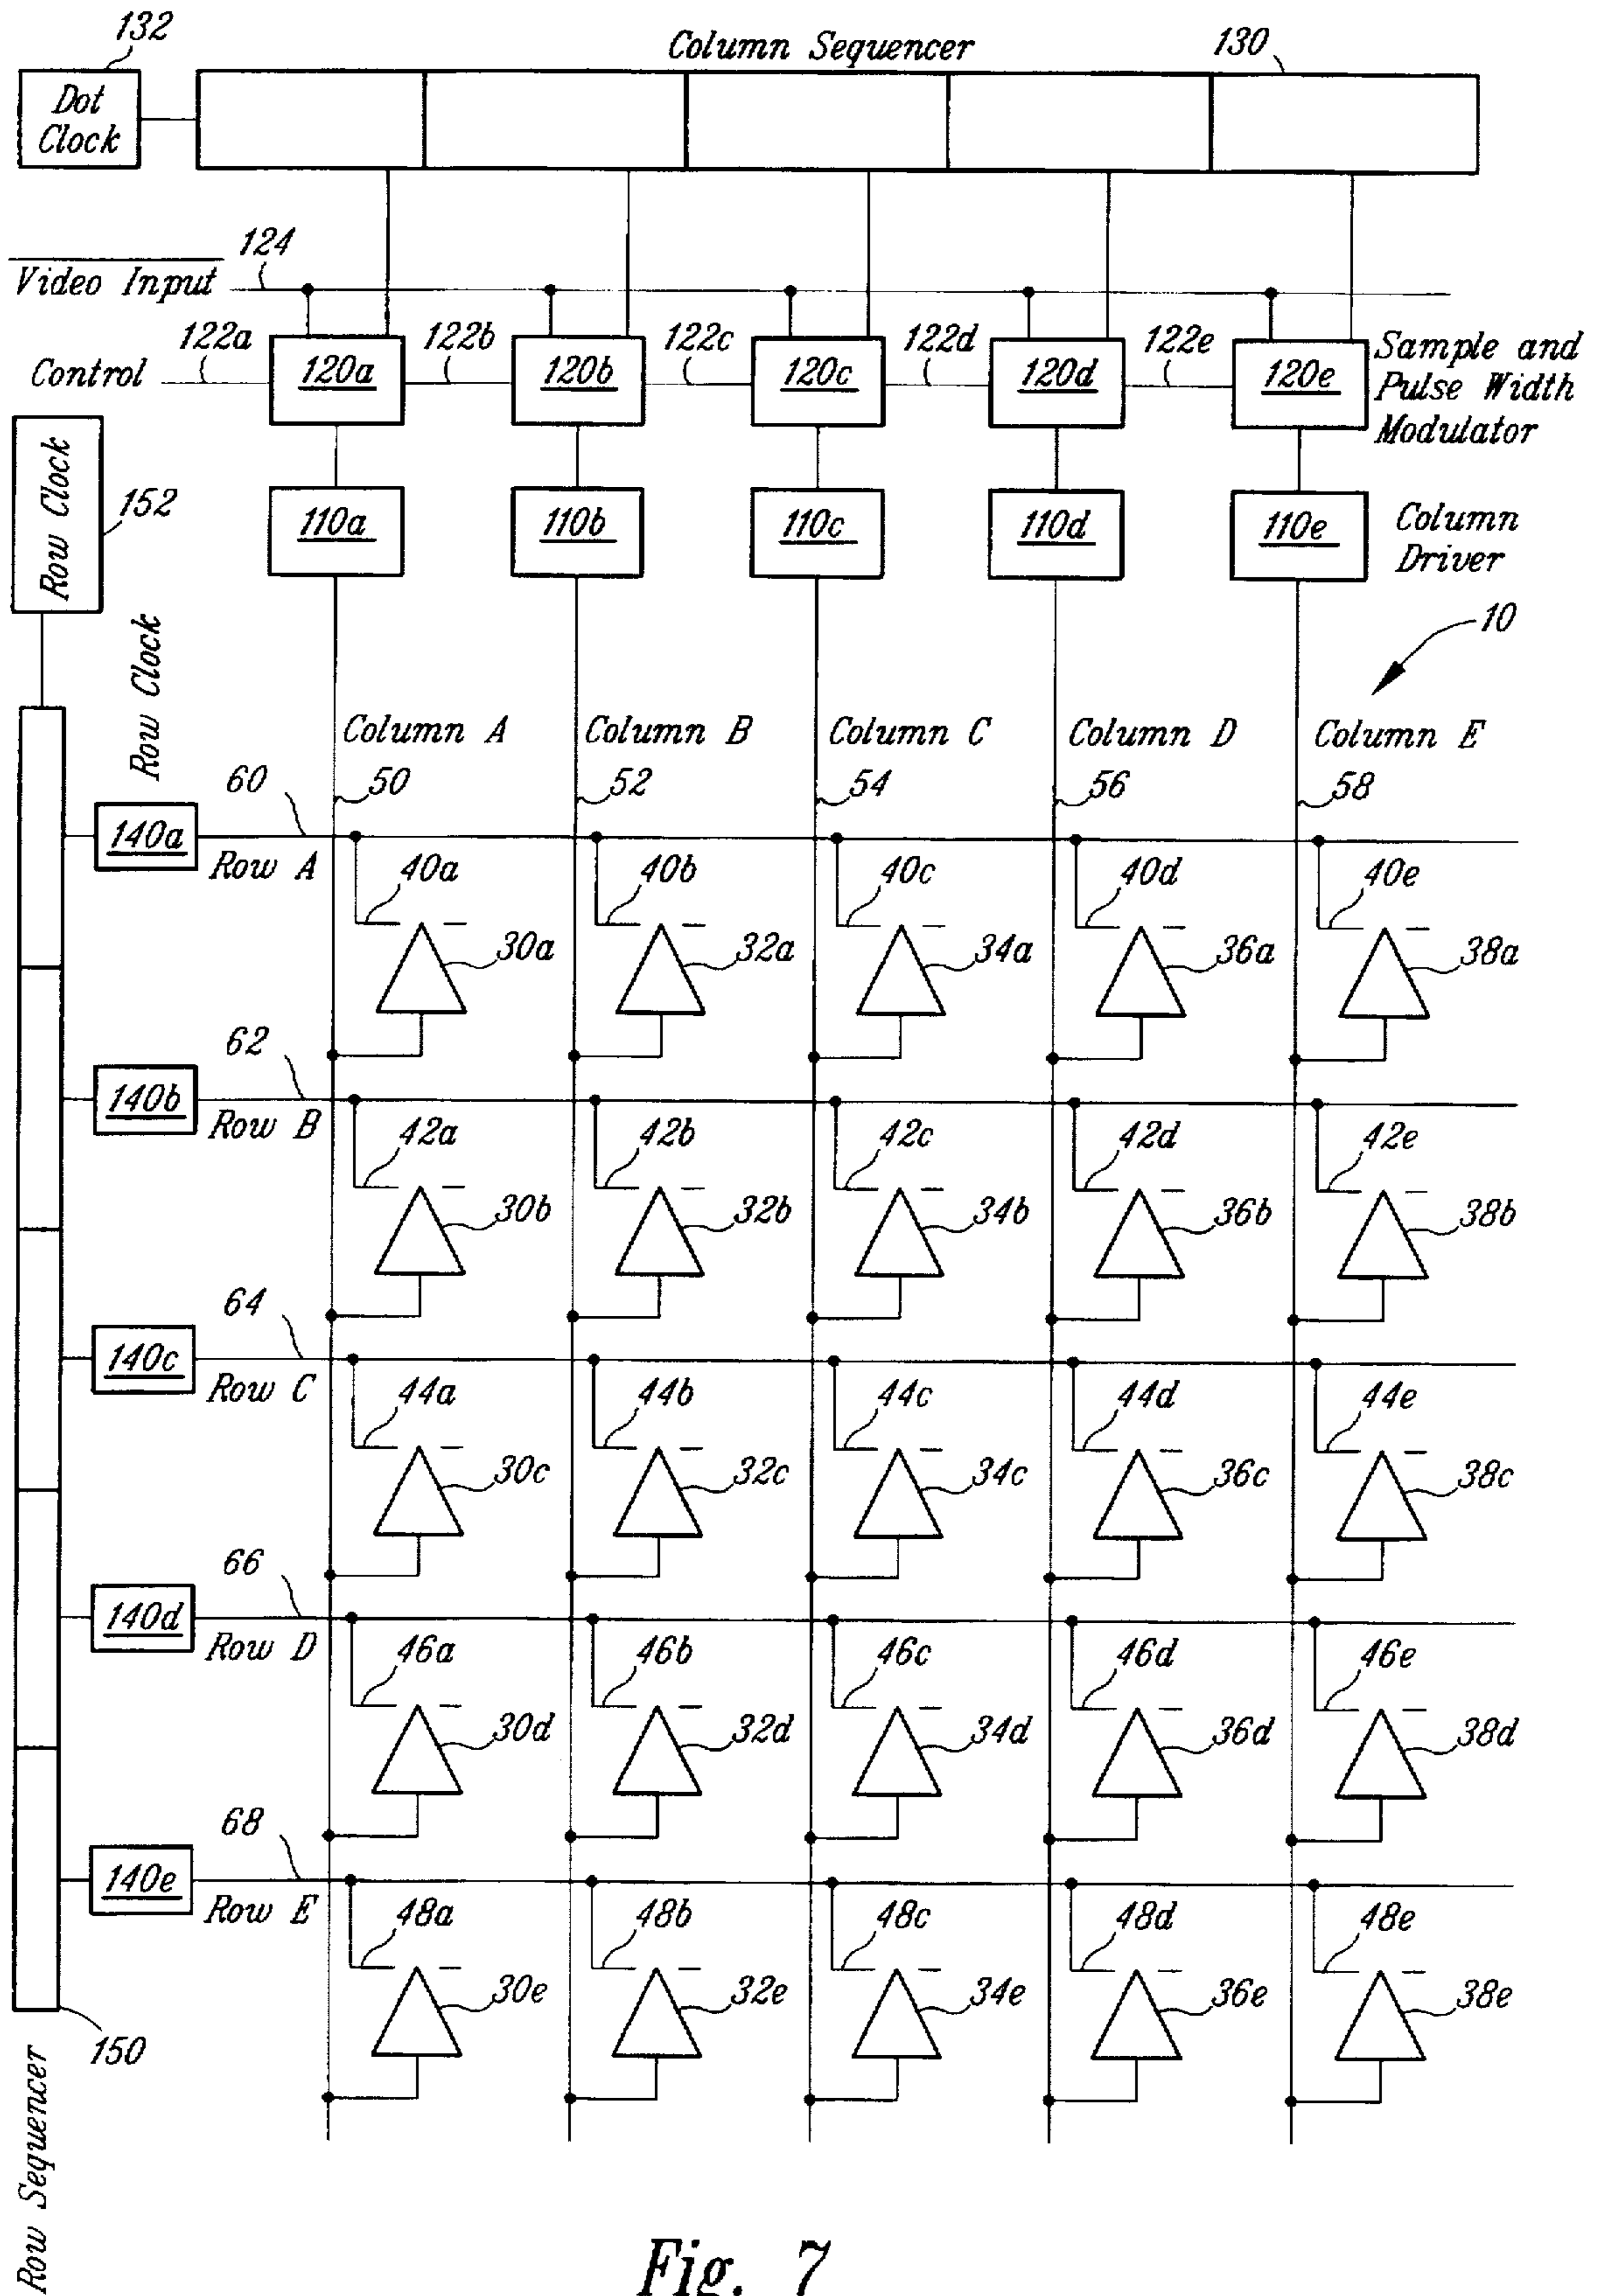 132
Column Sequencer
130
Dot
Clock
124
Video Input
122a
122b
122c
122d
122e
Control
120a
120b
120c
120d
120e
Sample and
Pulse Width
Modulator
Row Clock
152
110a
110b
110c
110d
110e
Column
Driver
10
Row Clock
Column A
Column B
Column C
Column D
Column E
60
50
52
54
56
58
140a
Row A
40a
40b
40c
40d
40e
30a
32a
34a
36a
38a
62
140b
Row B
42a
42b
42c
42d
42e
30b
32b
34b
36b
38b
64
140c
Row C
44a
44b
44c
44d
44e
30c
32c
34c
36c
38c
66
140d
Row D
46a
46b
46c
46d
46e
30d
32d
34d
36d
38d
68
140e
Row E
48a
48b
48c
48d
48e
30e
32e
34e
36e
38e
150
Row Sequencer
Fig. 7